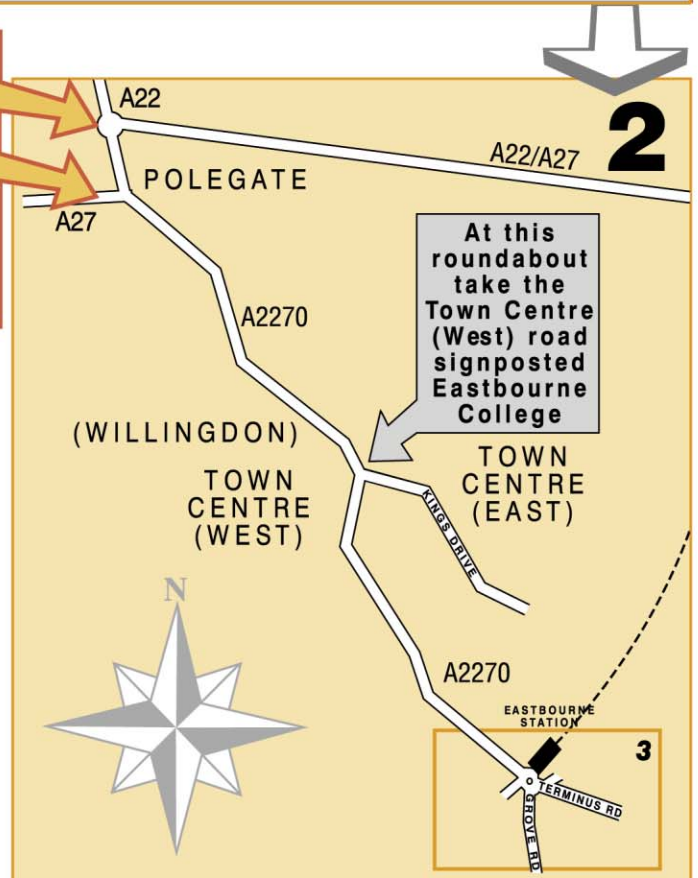 A22
2
A22/A27
POLEGATE
A27
At this
roundabout
take the
Town Centre
(West) road
signposted
Eastbourne
College
A2270
(WILLINGDON)
TOWN
CENTRE
(WEST)
TOWN
CENTRE
(EAST)
KINGS DRIVE
N
A2270
EASTBOURNE
STATION
3
TERMINUS RD
GROVE RD